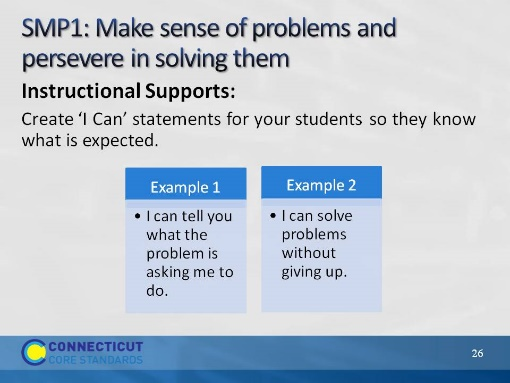 SMP1: Make sense of problems and
persevere in solving them
Instructional Supports:
Create ‘I Can’ statements for your students so they know
what is expected.
Example 1
• I can tell you
what the
problem is
asking me to
do.
Example 2
• I can solve
problems
without
giving up.
CONNECTICUT
CORE STANDARDS
26